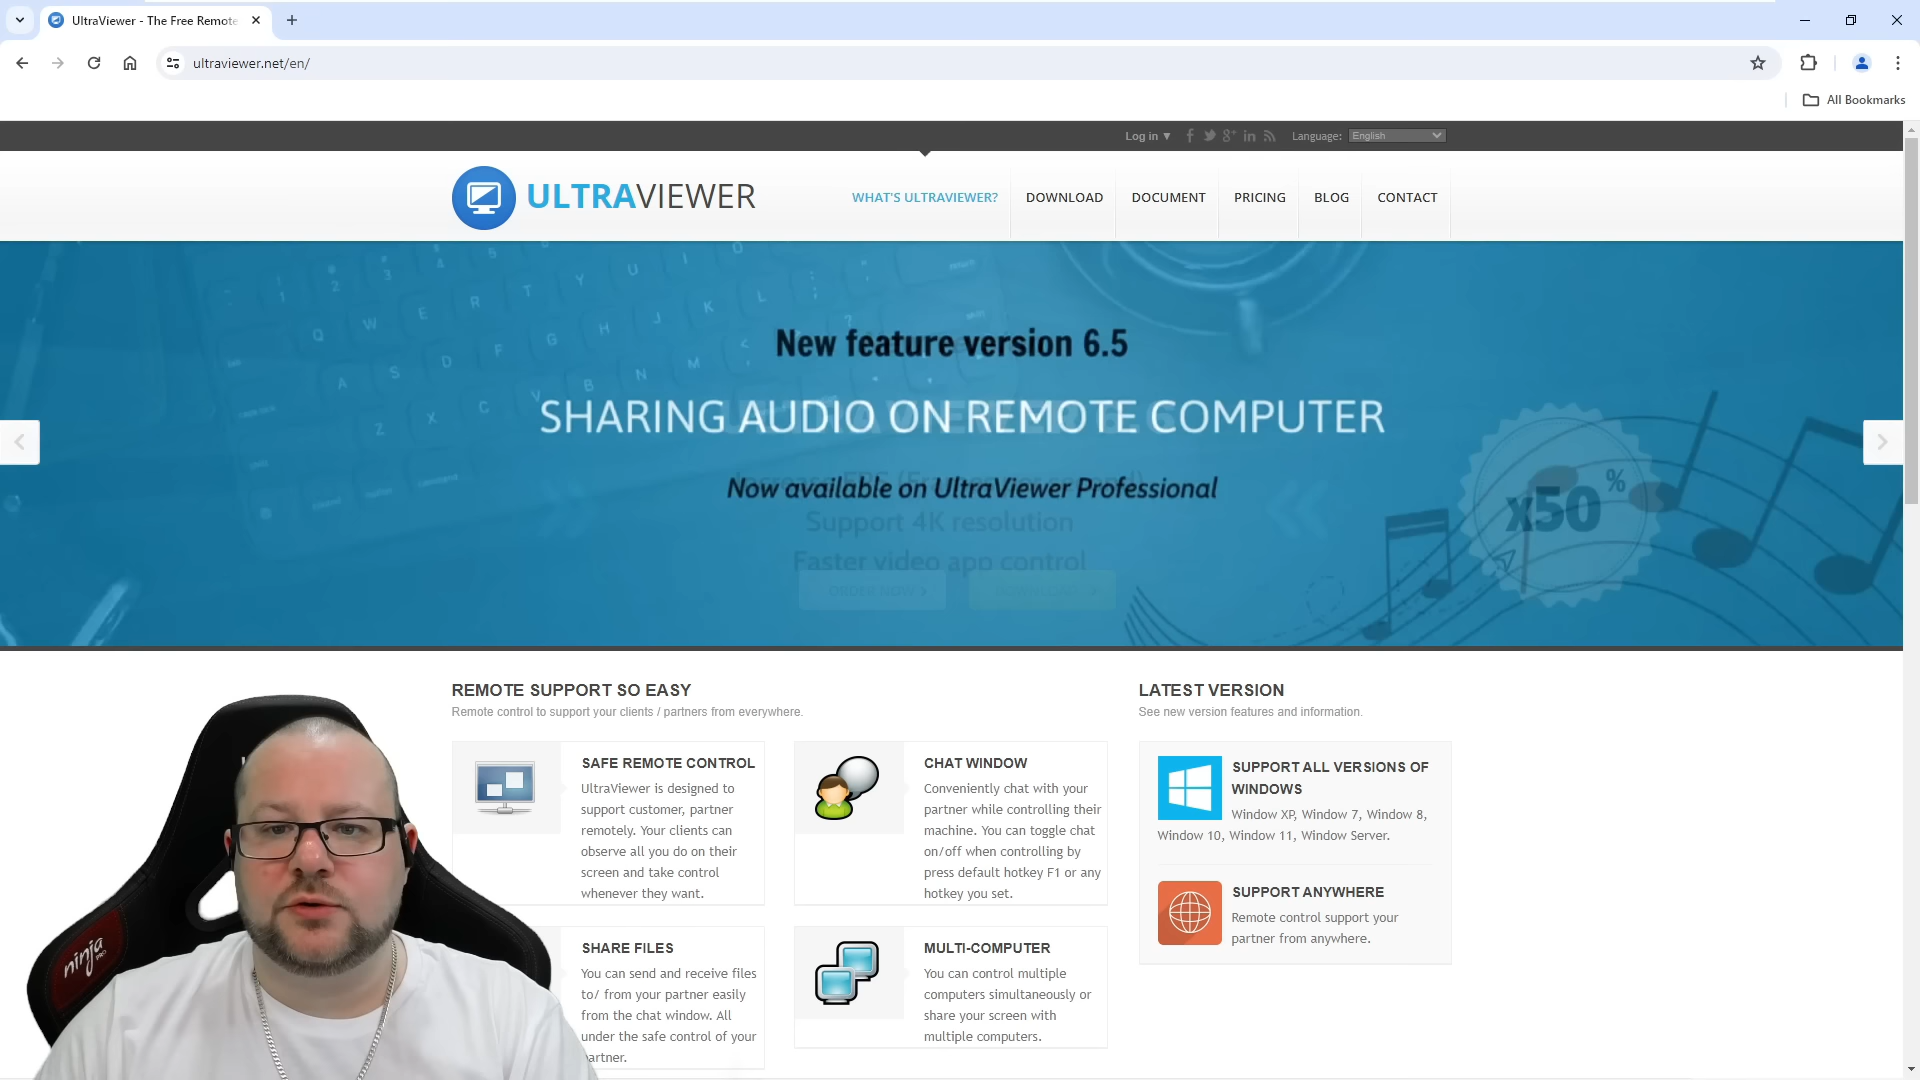 UltraViewer - The Free Remote
ultraviewer.net/en/
All Bookmarks
Log in ▼
Language:
English
ULTRAVIEWER
WHAT'S ULTRAVIEWER?
DOWNLOAD
DOCUMENT
PRICING
BLOG
CONTACT
New feature version 6.5
SHARING AUDIO ON REMOTE COMPUTER
Now available on UltraViewer Professional
Support 4K resolution
Faster video app control
ORDER NOW
x50%
REMOTE SUPPORT SO EASY
Remote control to support your clients / partners from everywhere.
SAFE REMOTE CONTROL
UltraViewer is designed to
support customer, partner
remotely. Your clients can
observe all you do on their
screen and take control
whenever they want.
CHAT WINDOW
Conveniently chat with your
partner while controlling their
machine. You can toggle chat
on/off when controlling by
press default hotkey F1 or any
hotkey you set.
SHARE FILES
You can send and receive files
to/ from your partner easily
from the chat window. All
under the safe control of your
partner.
MULTI-COMPUTER
You can control multiple
computers simultaneously or
share your screen with
multiple computers.
LATEST VERSION
See new version features and information.
SUPPORT ALL VERSIONS OF
WINDOWS
Window XP, Window 7, Window 8,
Window 10, Window 11, Window Server.
SUPPORT ANYWHERE
Remote control support your
partner from anywhere.
ninja
PRO